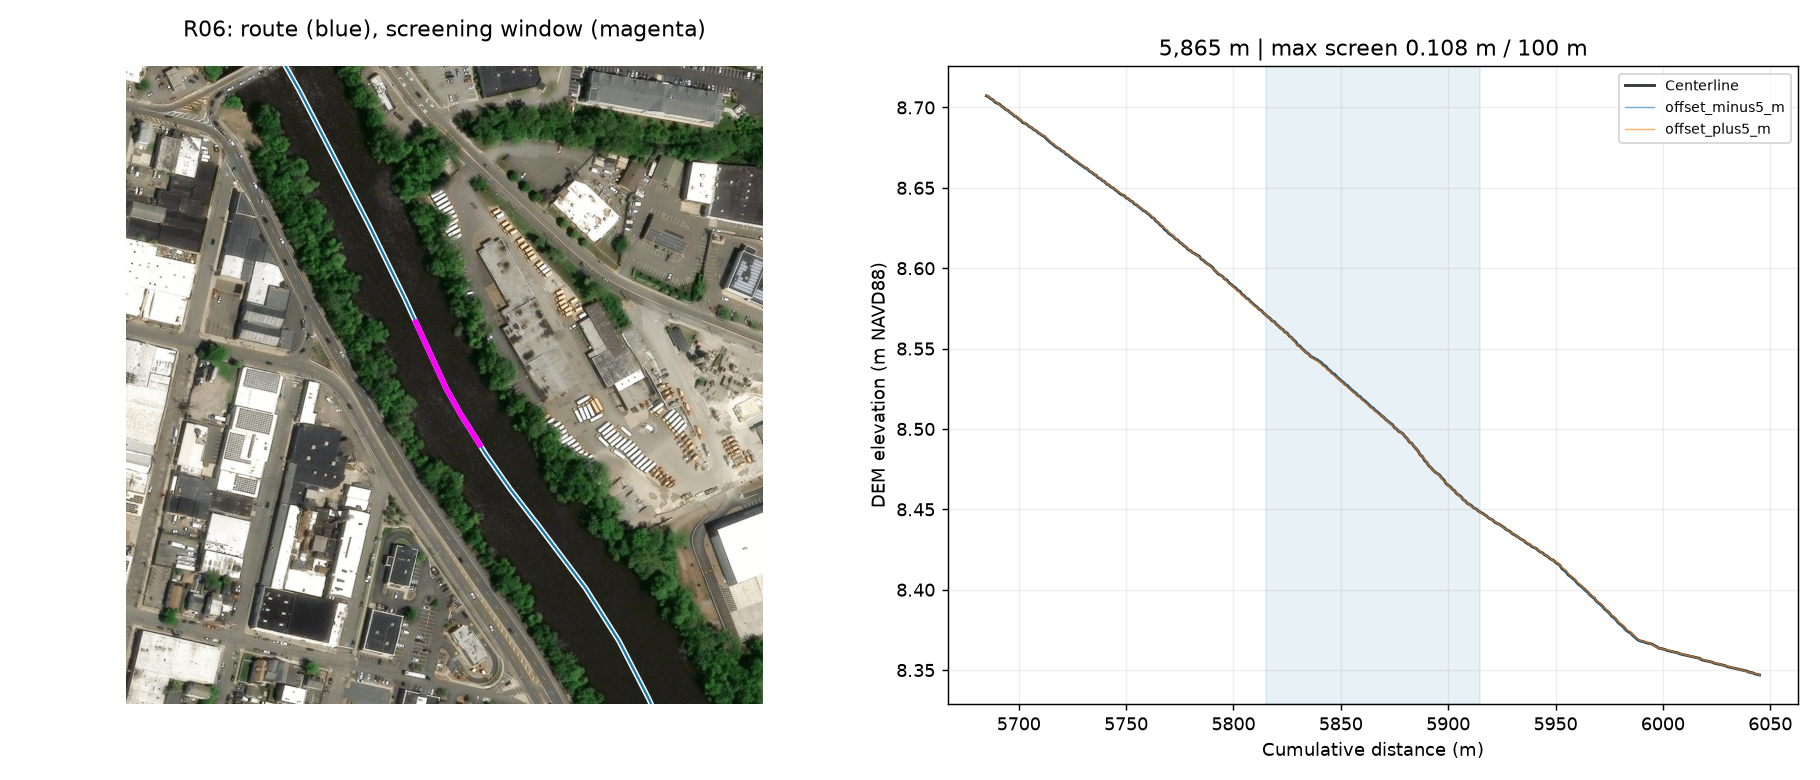 R06: route (blue), screening window (magenta)
5,865 m | max screen 0.108 m / 100 m
Centerline
offset_minus5_m
offset_plus5_m
DEM elevation (m NAVD88)
8.70
8.65
8.60
8.55
8.50
8.45
8.40
8.35
5700 5750 5800 5850 5900 5950 6000 6050
Cumulative distance (m)